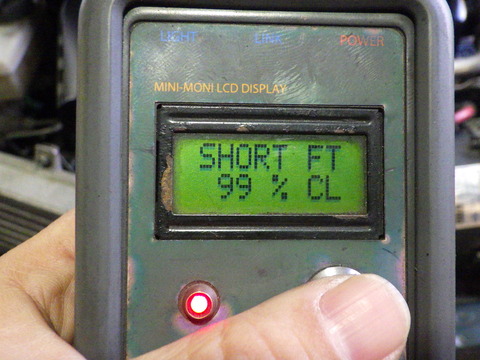 LIGHT LINK POWER
MINI-MONI LCD DISPLAY
SHORT FT
99 % CL